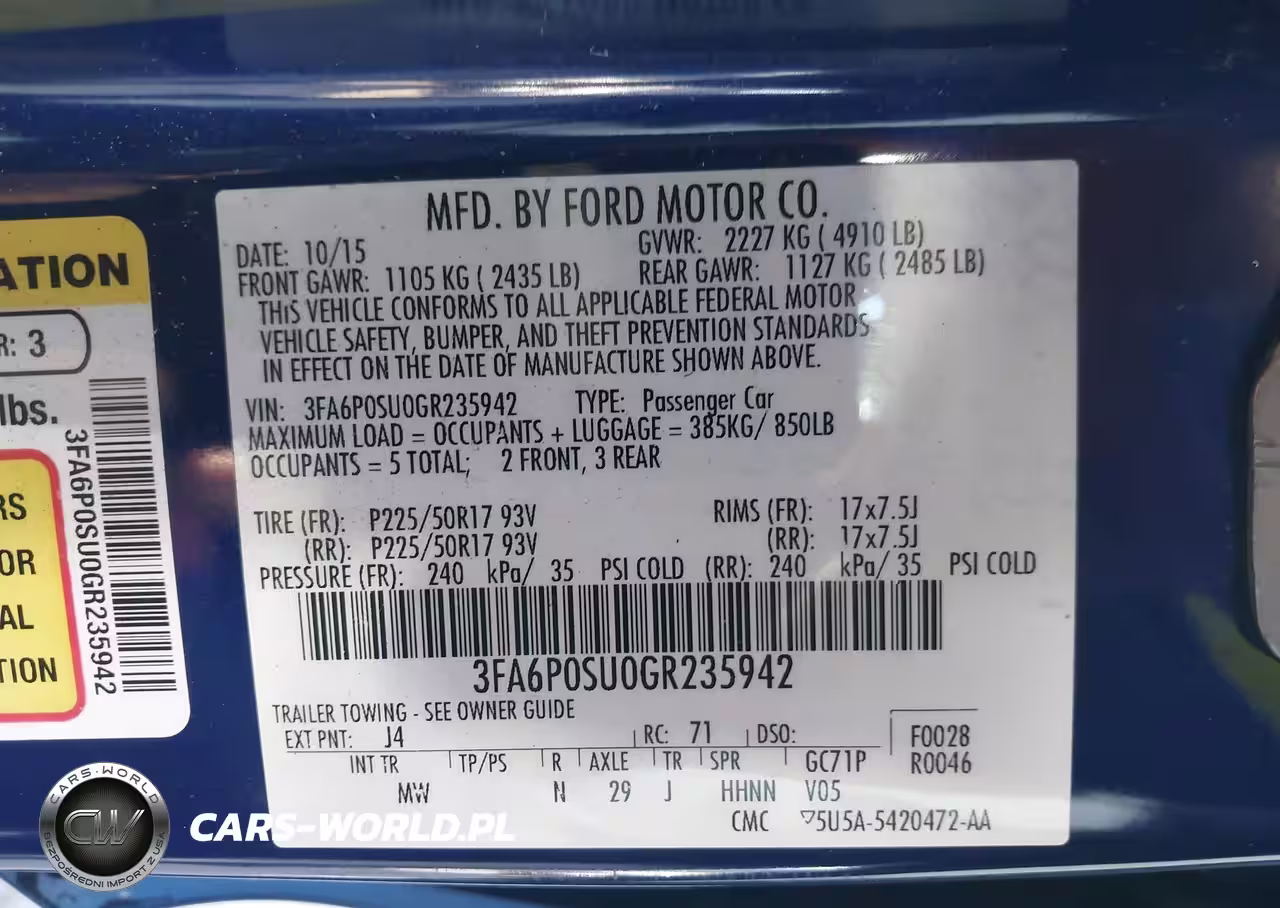 MFD. BY FORD MOTOR CO.
DATE: 10/15 GVWR: 2227 KG ( 4910 LB)
FRONT GAWR: 1105 KG ( 2435 LB) REAR GAWR: 1127 KG ( 2485 LB)
THIS VEHICLE CONFORMS TO ALL APPLICABLE FEDERAL MOTOR
VEHICLE SAFETY, BUMPER, AND THEFT PREVENTION STANDARDS
IN EFFECT ON THE DATE OF MANUFACTURE SHOWN ABOVE.
VIN: 3FA6P0SU0GR235942 TYPE: Passenger Car
MAXIMUM LOAD = OCCUPANTS + LUGGAGE = 385KG/ 850LB
OCCUPANTS = 5 TOTAL; 2 FRONT, 3 REAR
TIRE (FR): P225/50R17 93V RIMS (FR): 17x7.5J
(RR): P225/50R17 93V (RR): 17x7.5J
PRESSURE (FR): 240 kPa/ 35 PSI COLD (RR): 240 kPa/ 35 PSI COLD
3FA6P0SU0GR235942
TRAILER TOWING - SEE OWNER GUIDE
EXT PNT: J4 RC: 71 DSO: F0028
INT TR TP/PS R AXLE TR SPR GC71P R0046
MW N 29 J HHNN V05
CMC ▽5U5A-5420472-AA
ATION
R: 3
lbs.
3FA6P0SU0GR235942
RS
OR
AL
TION
CARS-WORLD
CW
BEZPOŚREDNI IMPORT Z USA
CARS-WORLD.PL